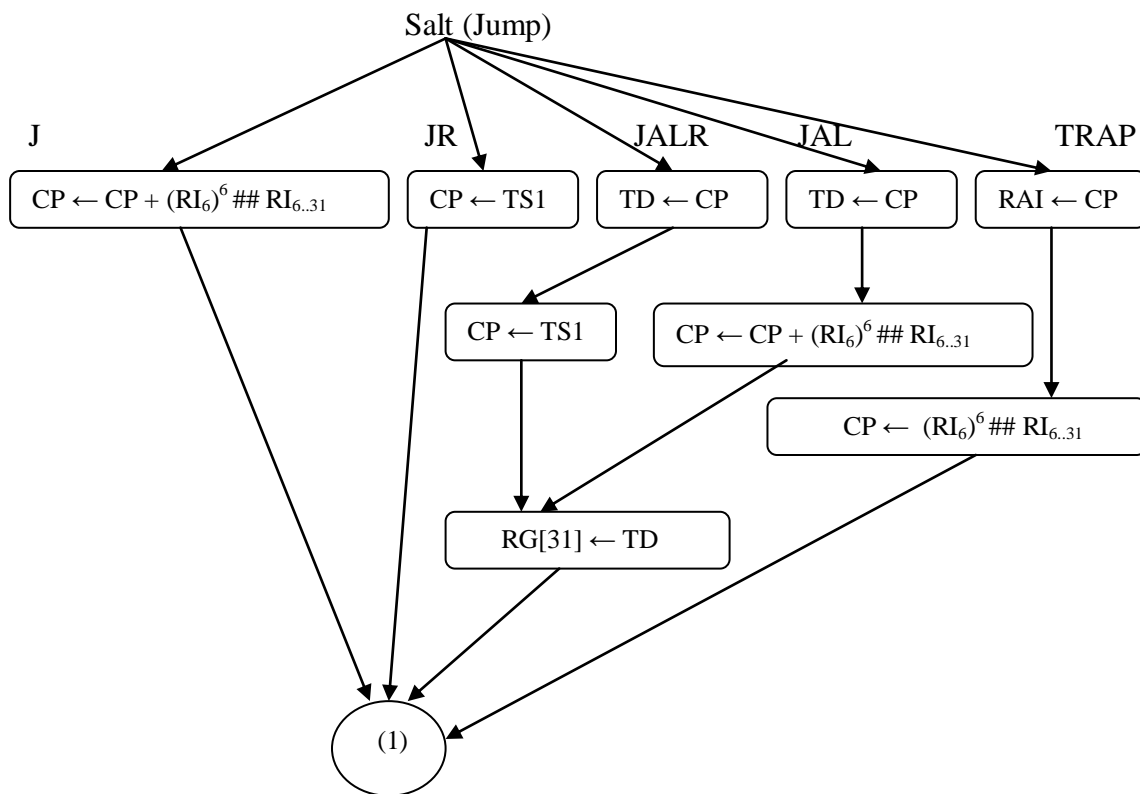 Salt (Jump)
J JR JALR JAL TRAP
CP ← CP + (RI₆)⁶ ## RI₆..₃₁
CP ← TS1
TD ← CP
TD ← CP
RAI ← CP
CP ← TS1
CP ← CP + (RI₆)⁶ ## RI₆..₃₁
CP ← (RI₆)⁶ ## RI₆..₃₁
RG[31] ← TD
(1)